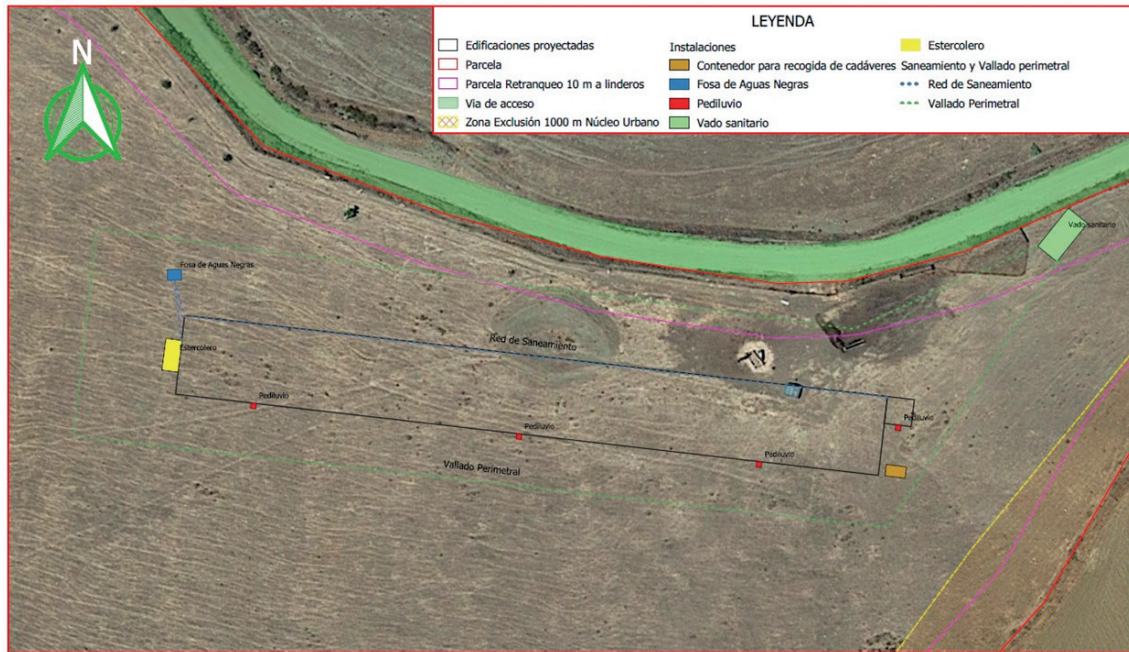 LEYENDA
Edificaciones proyectadas
Parcela
Parcela Retranqueo 10 m a linderos
Via de acceso
Zona Exclusión 1000 m Núcleo Urbano
Instalaciones
Contenedor para recogida de cadáveres
Fosa de Aguas Negras
Pediluvio
Vado sanitario
Estercolero
Saneamiento y Vallado perimetral
Red de Saneamiento
Vallado Perimetral
N
Vado sanitario
Fosa de Aguas Negras
Red de Saneamiento
Estercolero
Pediluvio
Pediluvio
Pediluvio
Pediluvio
Vallado Perimetral